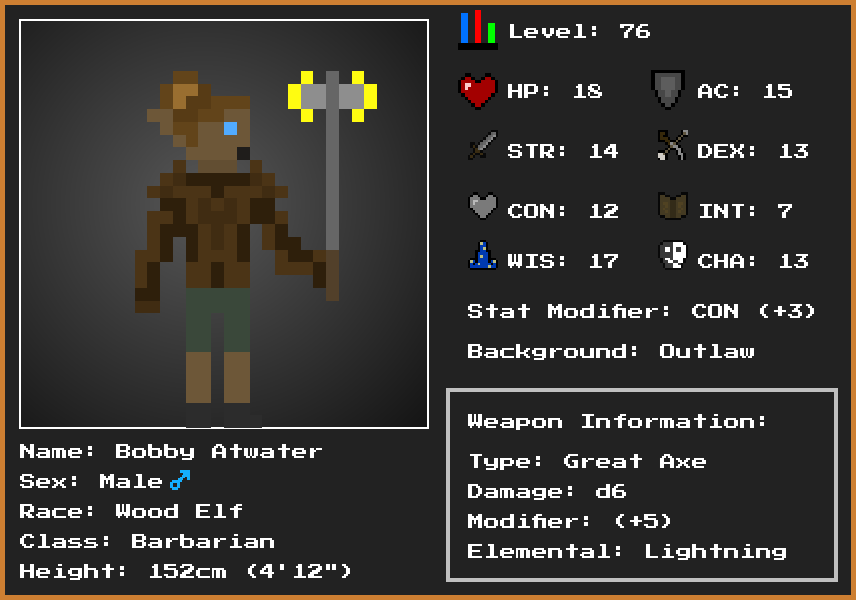 Level: 76
HP: 18 AC: 15
STR: 14 DEX: 13
CON: 12 INT: 7
WIS: 17 CHA: 13
Stat Modifier: CON (+3)
Background: Outlaw
Weapon Information:
Type: Great Axe
Damage: d6
Modifier: (+5)
Elemental: Lightning
Name: Bobby Atwater
Sex: Male♂
Race: Wood Elf
Class: Barbarian
Height: 152cm (4'12")